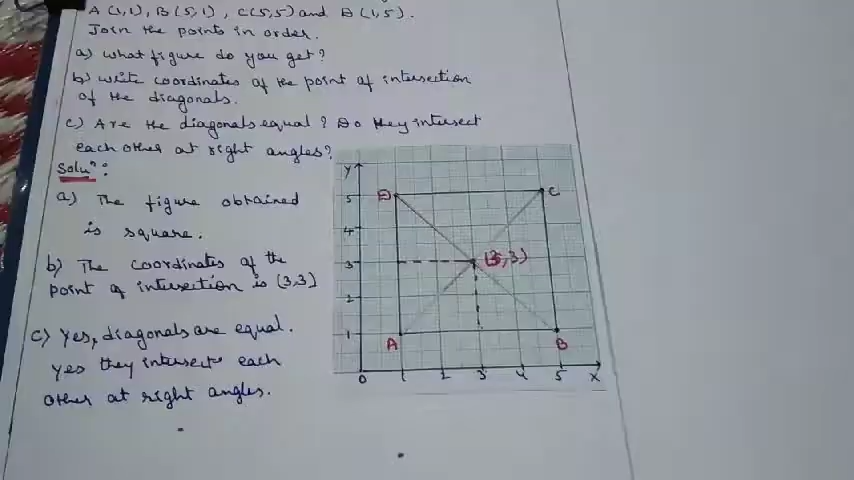 A (1,1), B (5,1), C(5,5) and D (1,5).
Join the points in order.
a) what figure do you get?
b) write coordinates of the point of intersection
of the diagonals.
c) Are the diagonals equal? Do they intersect
each other at right angles?
Soluⁿ:
a) The figure obtained
is square.
b) The coordinates of the
point of intersection is (3,3)
c) Yes, diagonals are equal.
yes they intersects each
other at right angles.
Y
5
D
C
4
3
(3,3)
2
1
A
B
0 1 2 3 4 5 X